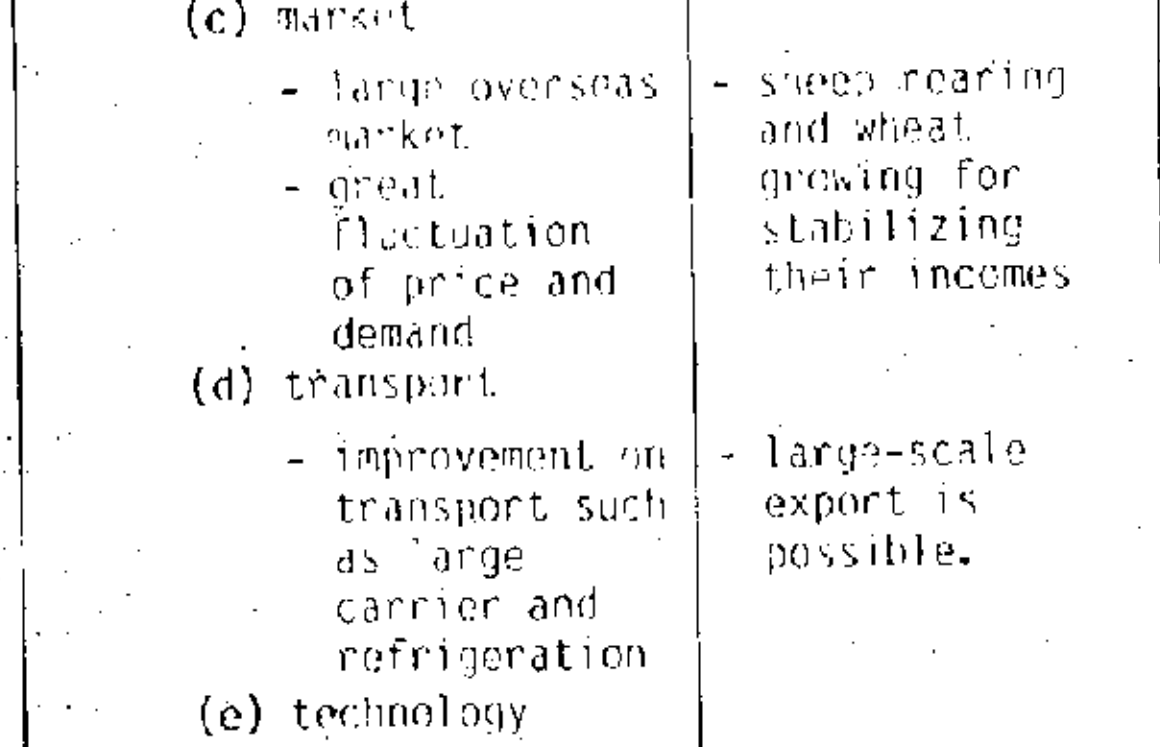 (c) market
- large overseas
market
- great
fluctuation
of price and
demand
- sheep rearing
and wheat
growing for
stabilizing
their incomes
(d) transport
- improvement on
transport such
as large
carrier and
refrigeration
- large-scale
export is
possible.
(e) technology